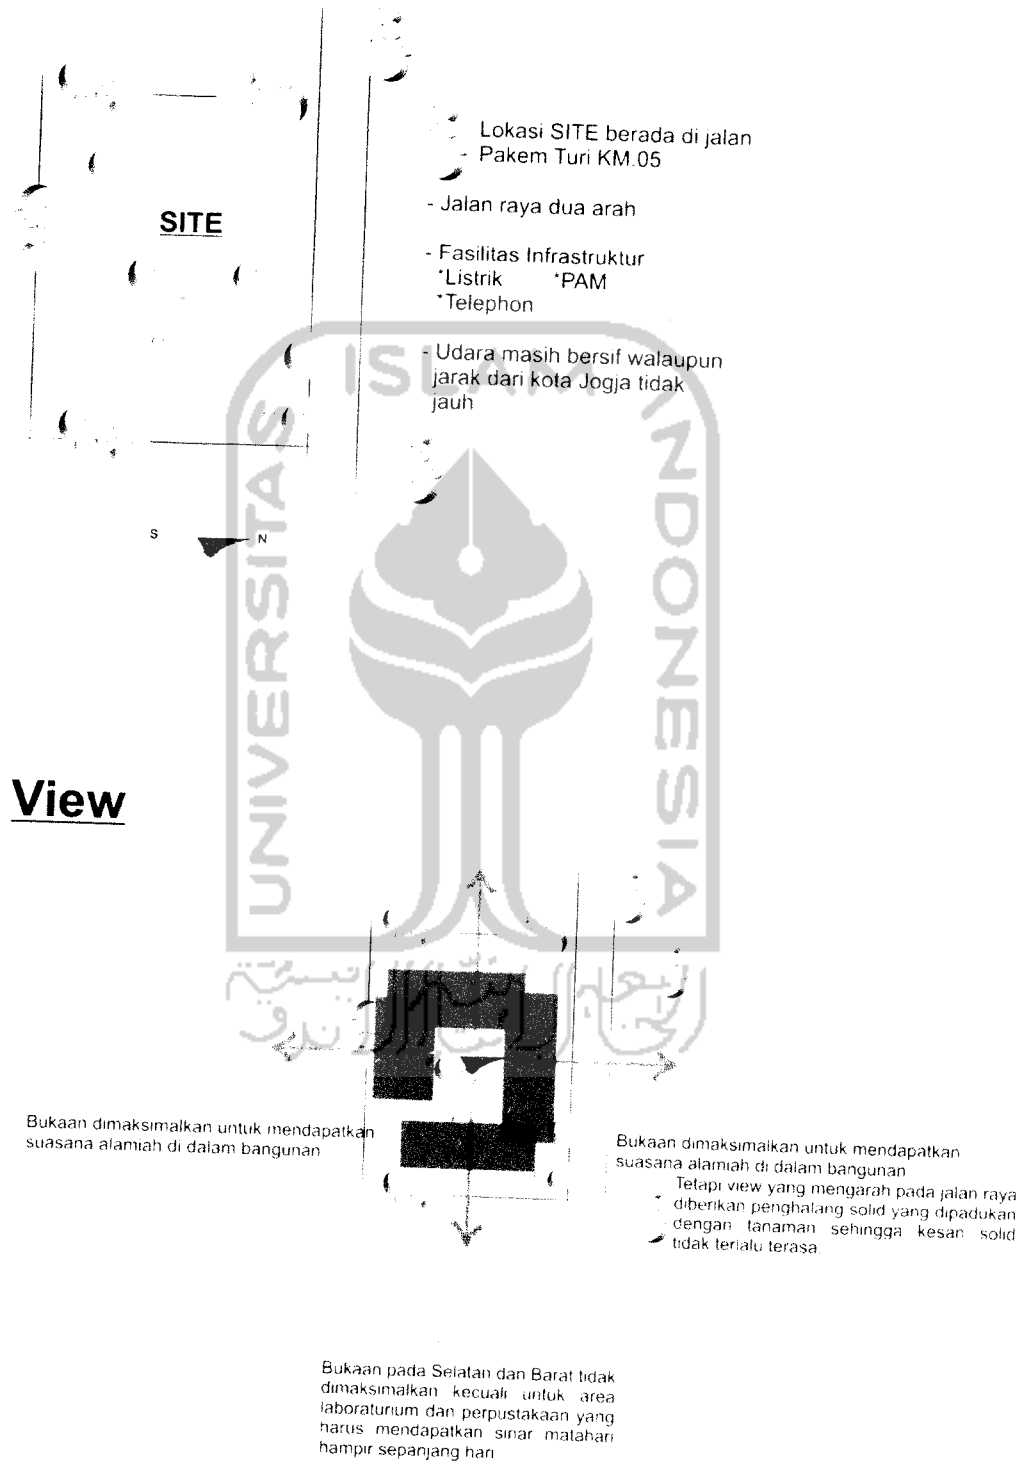 Lokasi SITE berada di jalan
Pakem Turi KM.05
SITE
- Jalan raya dua arah
- Fasilitas Infrastruktur
*Listrik *PAM
*Telephon
- Udara masih bersif walaupun
jarak dari kota Jogja tidak
jauh
S N
ISLAM
UNIVERSITAS
INDONESIA
View
Bukaan dimaksimalkan untuk mendapatkan
suasana alamiah di dalam bangunan
Bukaan dimaksimalkan untuk mendapatkan
suasana alamiah di dalam bangunan
Tetapi view yang mengarah pada jalan raya
diberikan penghalang solid yang dipadukan
dengan tanaman sehingga kesan solid
tidak terlalu terasa.
Bukaan pada Selatan dan Barat tidak
dimaksimalkan kecuali untuk area
laboraturium dan perpustakaan yang
harus mendapatkan sinar matahari
hampir sepanjang hari